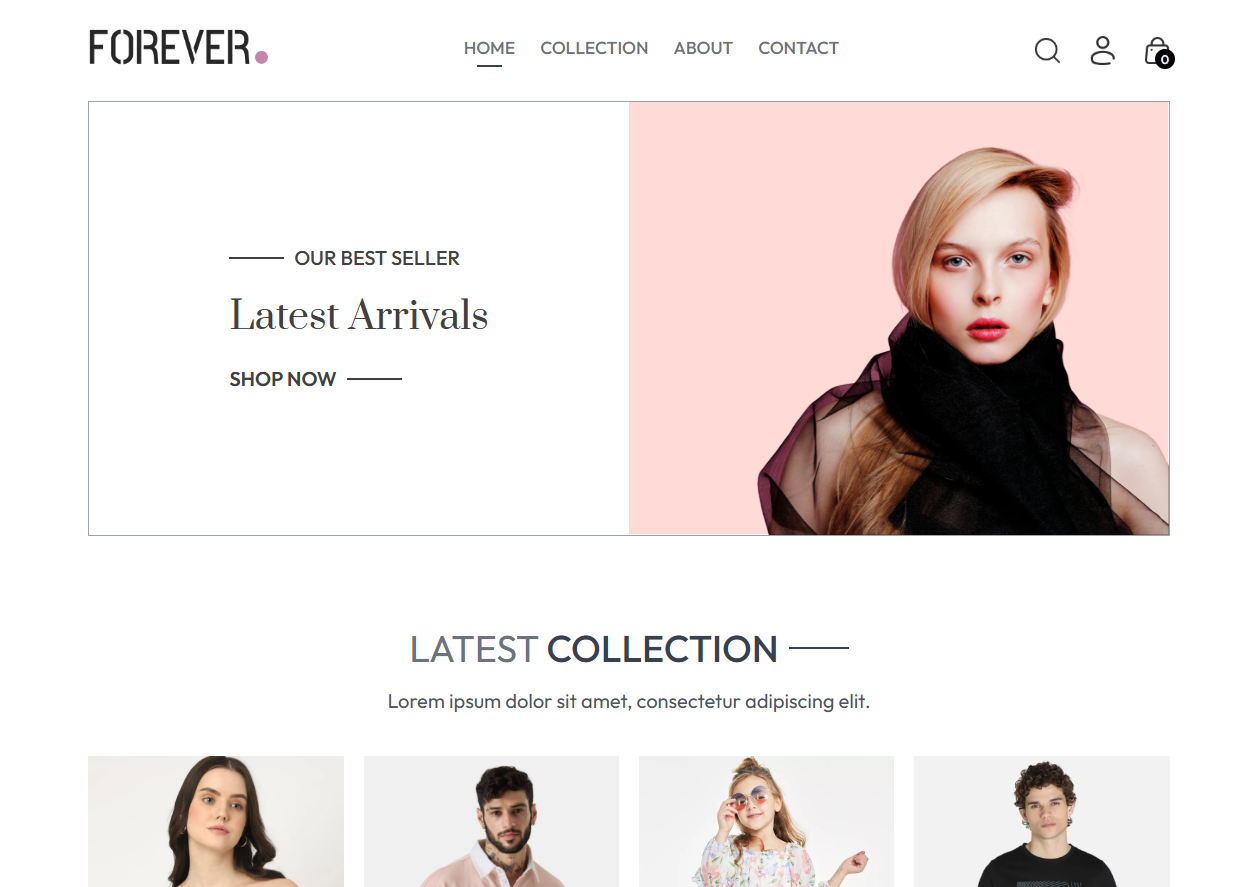 FOREVER.
HOME COLLECTION ABOUT CONTACT
0
OUR BEST SELLER
Latest Arrivals
SHOP NOW
LATEST COLLECTION
Lorem ipsum dolor sit amet, consectetur adipiscing elit.